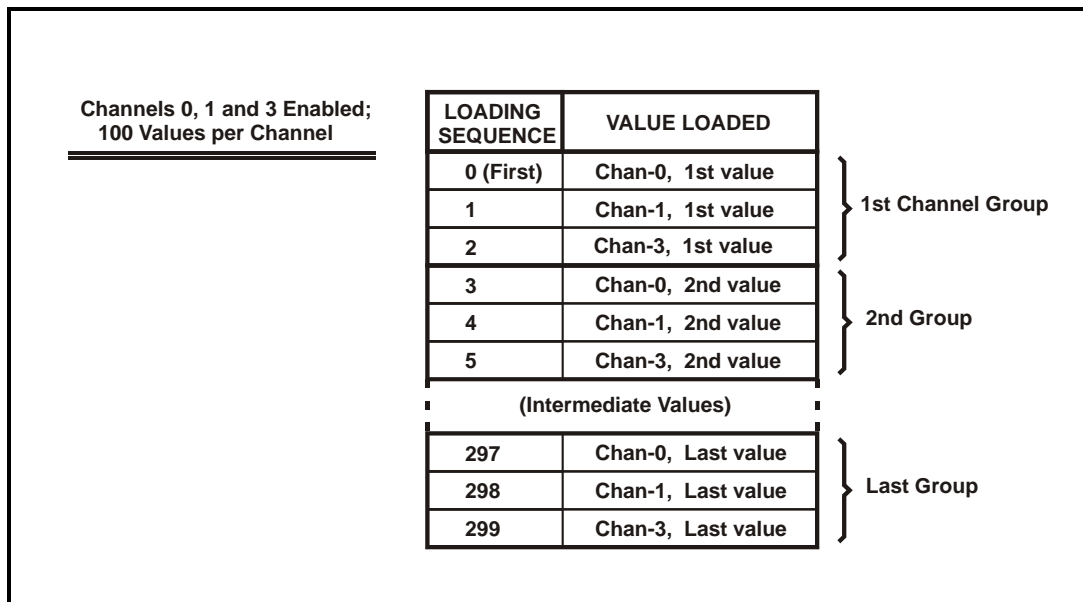 Channels 0, 1 and 3 Enabled;
100 Values per Channel
LOADING SEQUENCE VALUE LOADED
0 (First) Chan-0, 1st value
1 Chan-1, 1st value
2 Chan-3, 1st value
1st Channel Group
3 Chan-0, 2nd value
4 Chan-1, 2nd value
5 Chan-3, 2nd value
2nd Group
(Intermediate Values)
297 Chan-0, Last value
298 Chan-1, Last value
299 Chan-3, Last value
Last Group